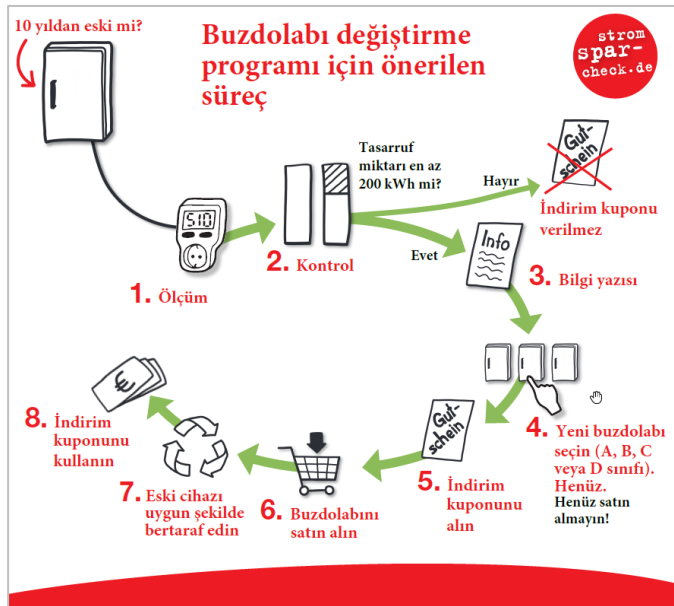 10 yıldan eski mi?
Buzdolabı değiştirme
programı için önerilen
süreç
strom
spar-
check.de
510
1. Ölçüm
2. Kontrol
Tasarruf
miktarı en az
200 kWh mi?
Hayır
Evet
Gut-
schein
İndirim kuponu
verilmez
Info
3. Bilgi yazısı
4. Yeni buzdolabı
seçin (A, B, C
veya D sınıfı).
Henüz.
Henüz satın
almayın!
Gut-
schein
5. İndirim
kuponunu
alın
6. Buzdolabını
satın alın
7. Eski cihazı
uygun şekilde
bertaraf edin
€
8. İndirim
kuponunu
kullanın